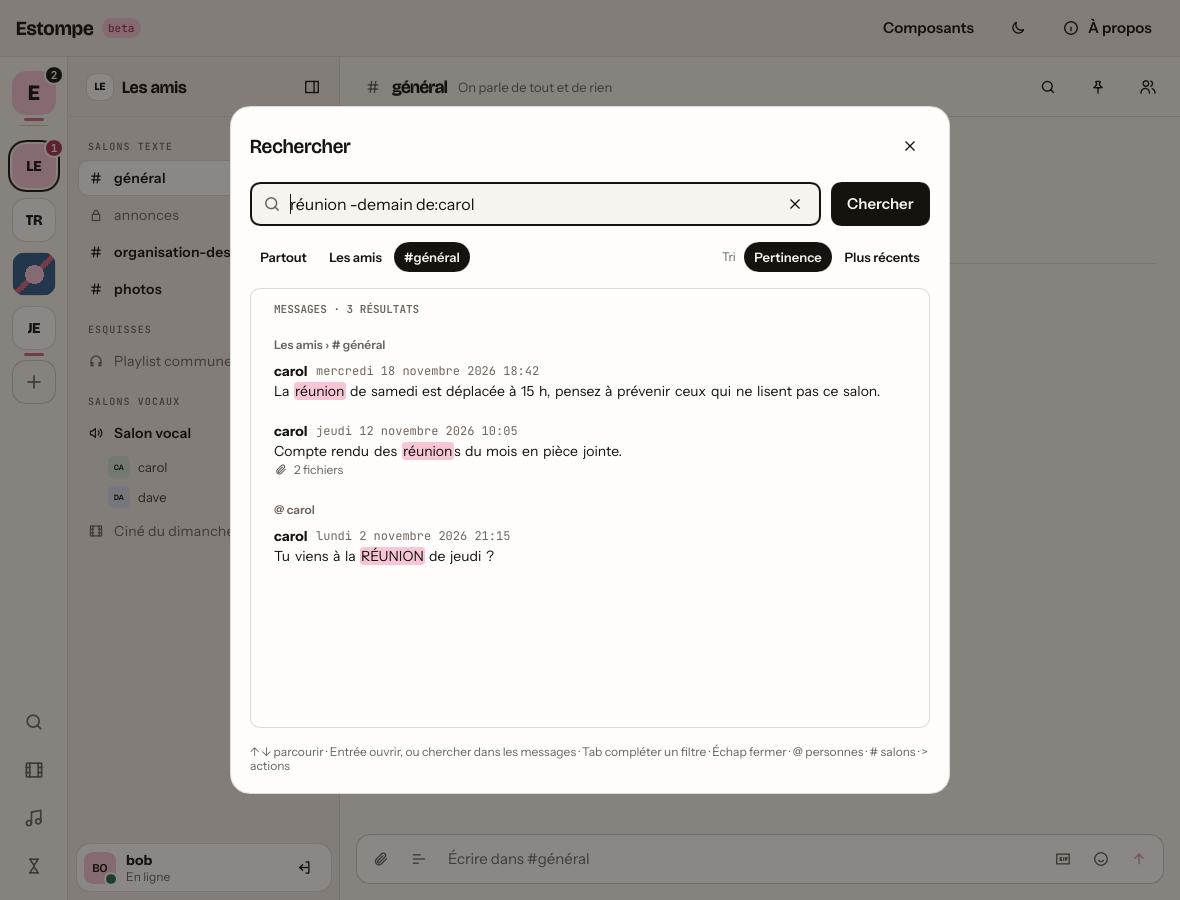 Estompe beta
Composants
À propos
E 2
LE Les amis
# général On parle de tout et de rien
Rechercher
LE 1
TR
JE
SALONS TEXTE
# général
annonces
# organisation-des
# photos
ESQUISSES
Playlist commune
SALONS VOCAUX
Salon vocal
CA carol
DA dave
Ciné du dimanche
réunion -demain de:carol
Chercher
Partout Les amis #général
Tri Pertinence Plus récents
MESSAGES · 3 RÉSULTATS
Les amis › # général
carol mercredi 18 novembre 2026 18:42
La réunion de samedi est déplacée à 15 h, pensez à prévenir ceux qui ne lisent pas ce salon.
carol jeudi 12 novembre 2026 10:05
Compte rendu des réunions du mois en pièce jointe.
2 fichiers
@ carol
carol lundi 2 novembre 2026 21:15
Tu viens à la RÉUNION de jeudi ?
↑ ↓ parcourir · Entrée ouvrir, ou chercher dans les messages · Tab compléter un filtre · Échap fermer · @ personnes · # salons · >
actions
BO bob
En ligne
Écrire dans #général
GIF